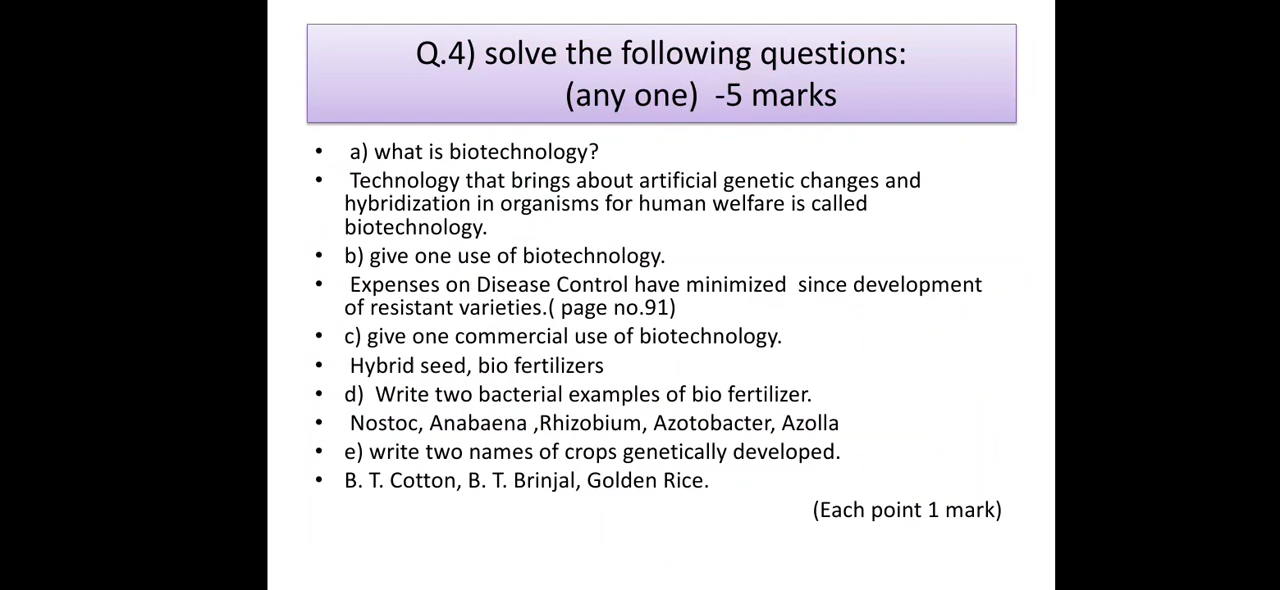 Q.4) solve the following questions:
(any one) -5 marks
• a) what is biotechnology?
• Technology that brings about artificial genetic changes and
hybridization in organisms for human welfare is called
biotechnology.
• b) give one use of biotechnology.
• Expenses on Disease Control have minimized since development
of resistant varieties.( page no.91)
• c) give one commercial use of biotechnology.
• Hybrid seed, bio fertilizers
• d) Write two bacterial examples of bio fertilizer.
• Nostoc, Anabaena ,Rhizobium, Azotobacter, Azolla
• e) write two names of crops genetically developed.
• B. T. Cotton, B. T. Brinjal, Golden Rice.
(Each point 1 mark)